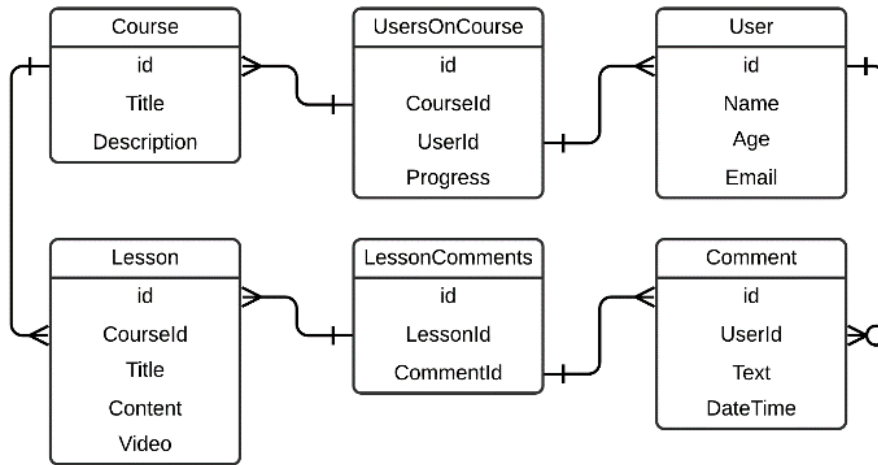 Course
id
Title
Description
UsersOnCourse
id
CourseId
UserId
Progress
User
id
Name
Age
Email
Lesson
id
CourseId
Title
Content
Video
LessonComments
id
LessonId
CommentId
Comment
id
UserId
Text
DateTime